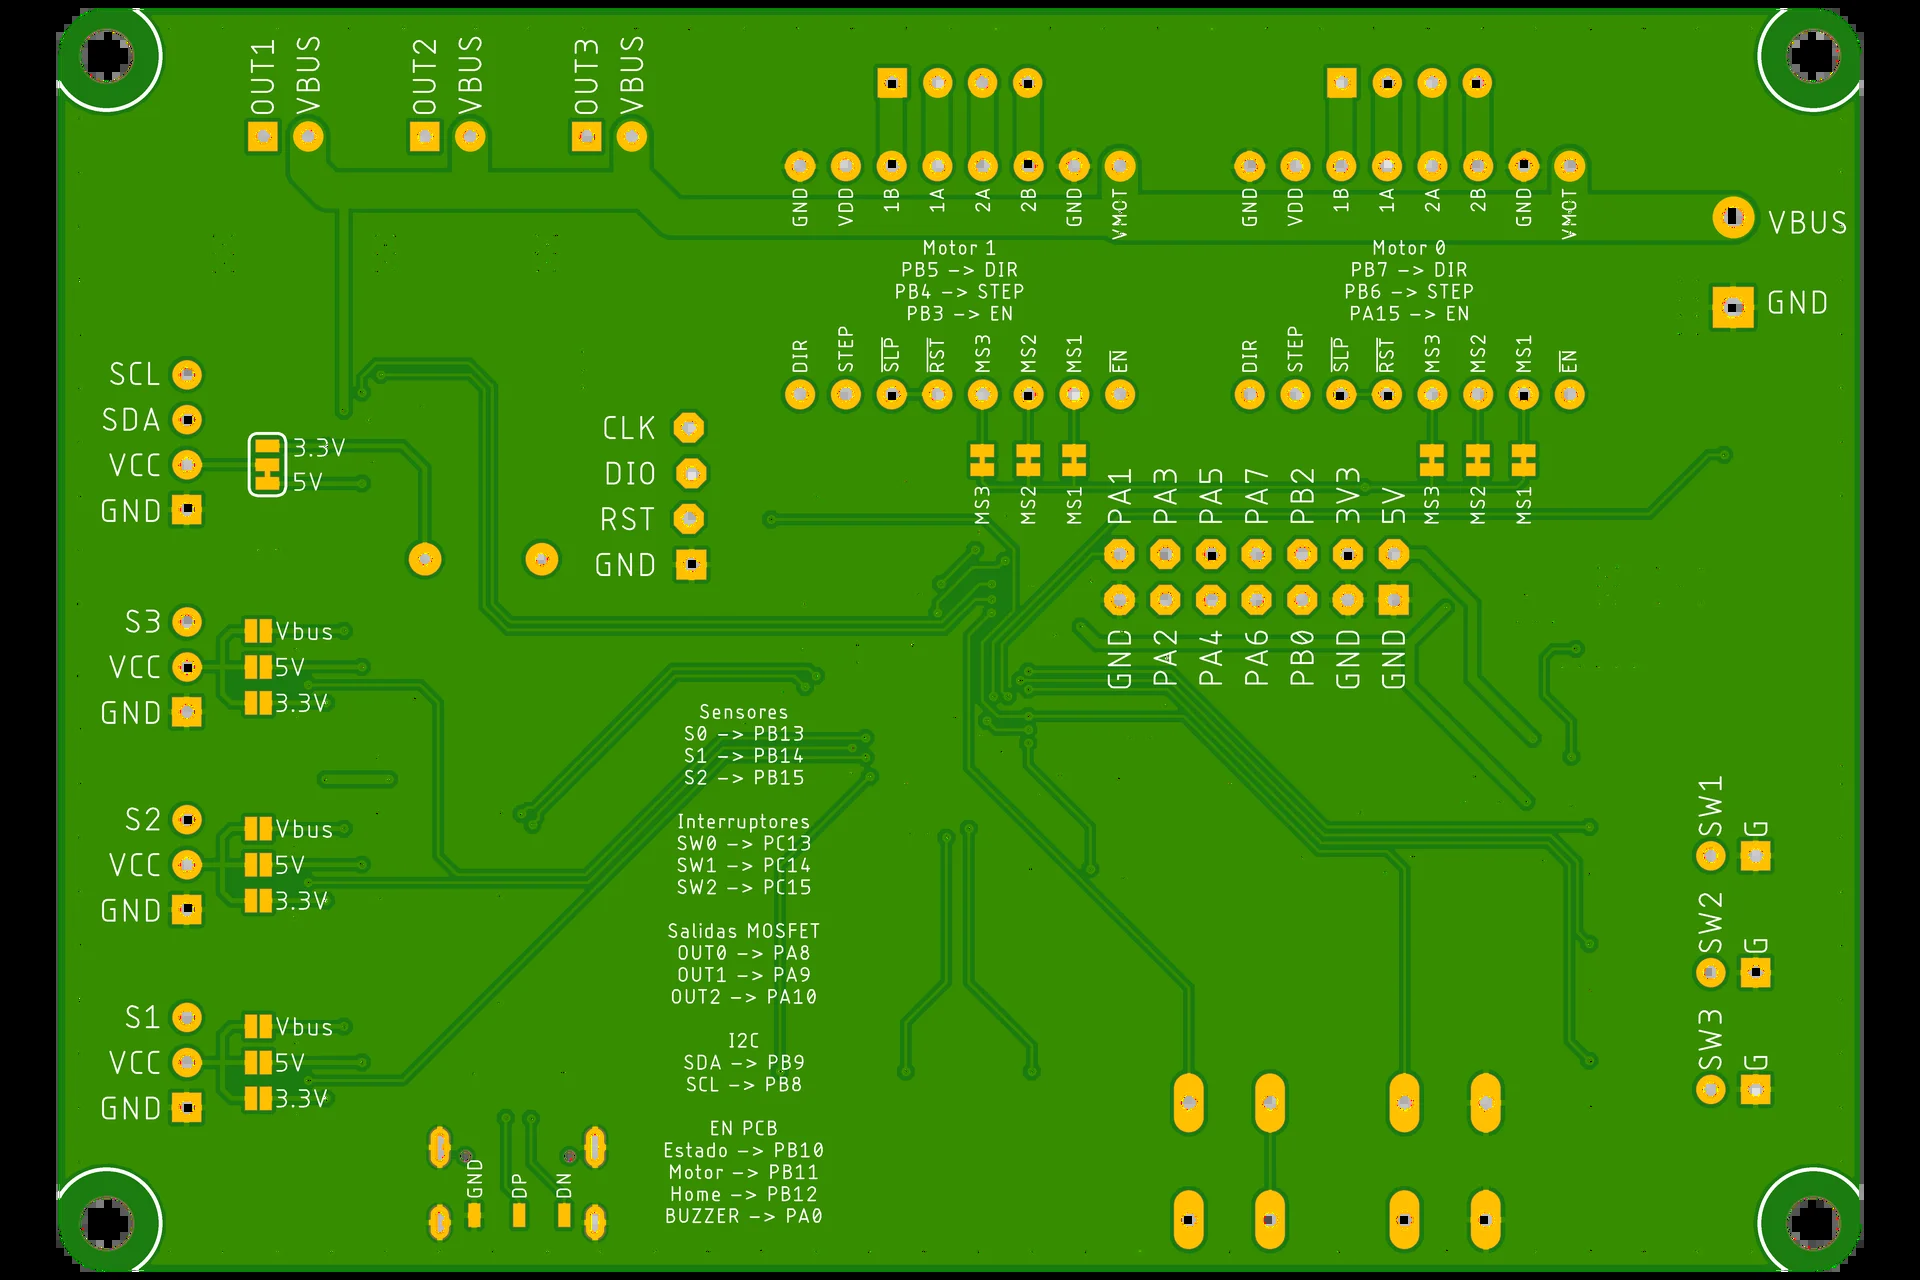 OUT1 VBUS OUT2 VBUS OUT3 VBUS
GND VDD 1B 1A 2A 2B GND VMOT
GND VDD 1B 1A 2A 2B GND VMOT
VBUS
GND
Motor 1
PB5 -> DIR
PB4 -> STEP
PB3 -> EN
Motor 0
PB7 -> DIR
PB6 -> STEP
PA15 -> EN
DIR STEP SLP RST MS3 MS2 MS1 EN
DIR STEP SLP RST MS3 MS2 MS1 EN
SCL
SDA
VCC
GND
3.3V
5V
CLK
DIO
RST
GND
MS3 MS2 MS1
MS3 MS2 MS1
PA1 PA3 PA5 PA7 PB2 3V3 5V
GND PA2 PA4 PA6 PB0 GND GND
S3
VCC
GND
Vbus
5V
3.3V
S2
VCC
GND
Vbus
5V
3.3V
S1
VCC
GND
Vbus
5V
3.3V
Sensores
S0 -> PB13
S1 -> PB14
S2 -> PB15
Interruptores
SW0 -> PC13
SW1 -> PC14
SW2 -> PC15
Salidas MOSFET
OUT0 -> PA8
OUT1 -> PA9
OUT2 -> PA10
I2C
SDA -> PB9
SCL -> PB8
EN PCB
Estado -> PB10
Motor -> PB11
Home -> PB12
BUZZER -> PA0
GND DP DN
SW1 G
SW2 G
SW3 G